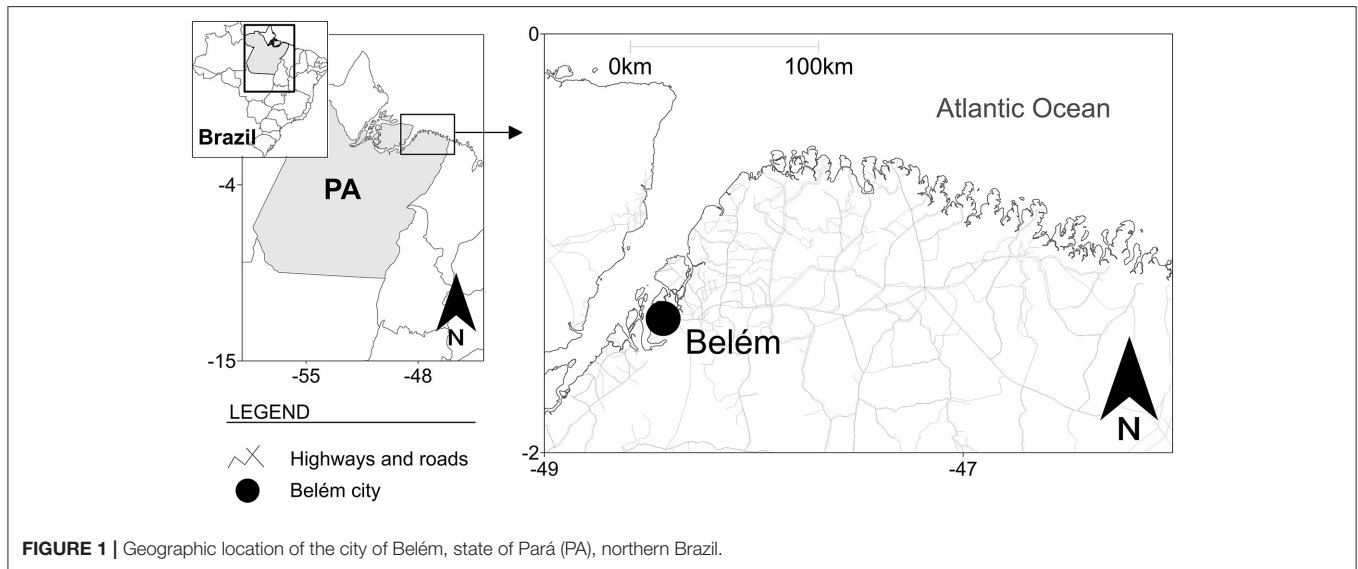 Brazil
PA
-4
-15
-55
-48
N
LEGEND
Highways and roads
Belém city
0
0km
100km
Atlantic Ocean
Belém
N
-2
-49
-47
FIGURE 1 | Geographic location of the city of Belém, state of Pará (PA), northern Brazil.